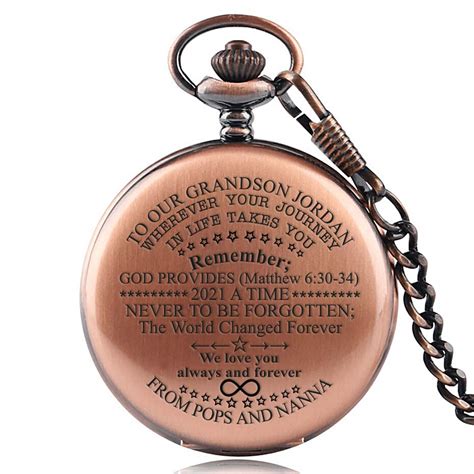 TO OUR GRANDSON JORDAN
WHEREVER YOUR JOURNEY
IN LIFE TAKES YOU
Remember;
GOD PROVIDES (Matthew 6:30-34)
********* 2021 A TIME *********
NEVER TO BE FORGOTTEN;
The World Changed Forever
We love you
always and forever
FROM POPS AND NANNA